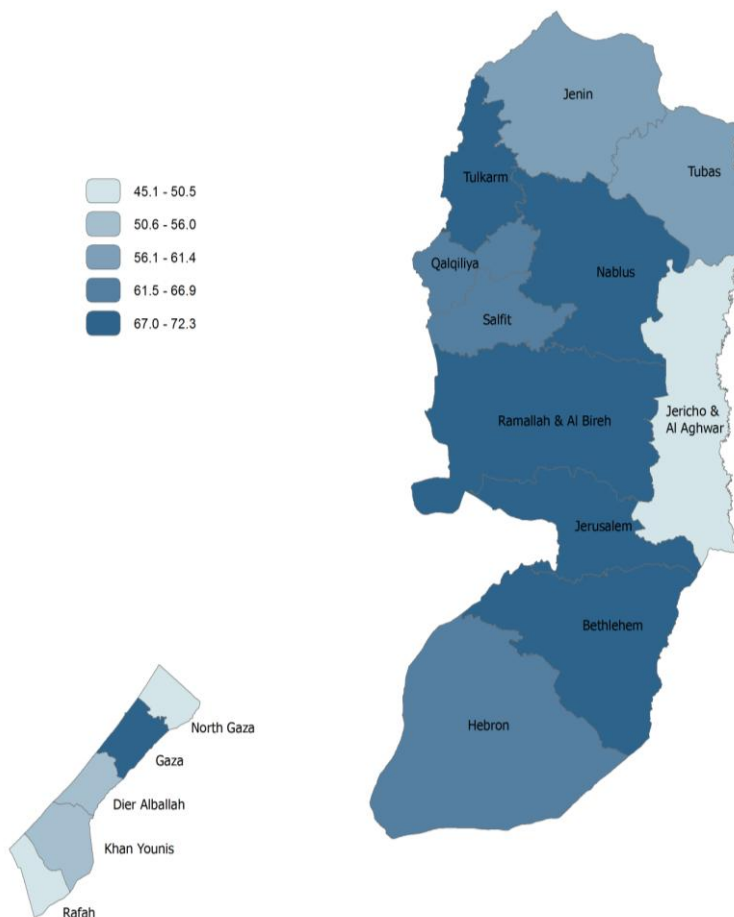 Jenin
Tubas
Tulkarm
45.1 - 50.5
50.6 - 56.0
56.1 - 61.4
61.5 - 66.9
67.0 - 72.3
Qalqiliya
Nablus
Salfit
Ramallah & Al Bireh
Jericho &
Al Aghwar
Jerusalem
Bethlehem
Hebron
North Gaza
Gaza
Dier Alballah
Khan Younis
Rafah